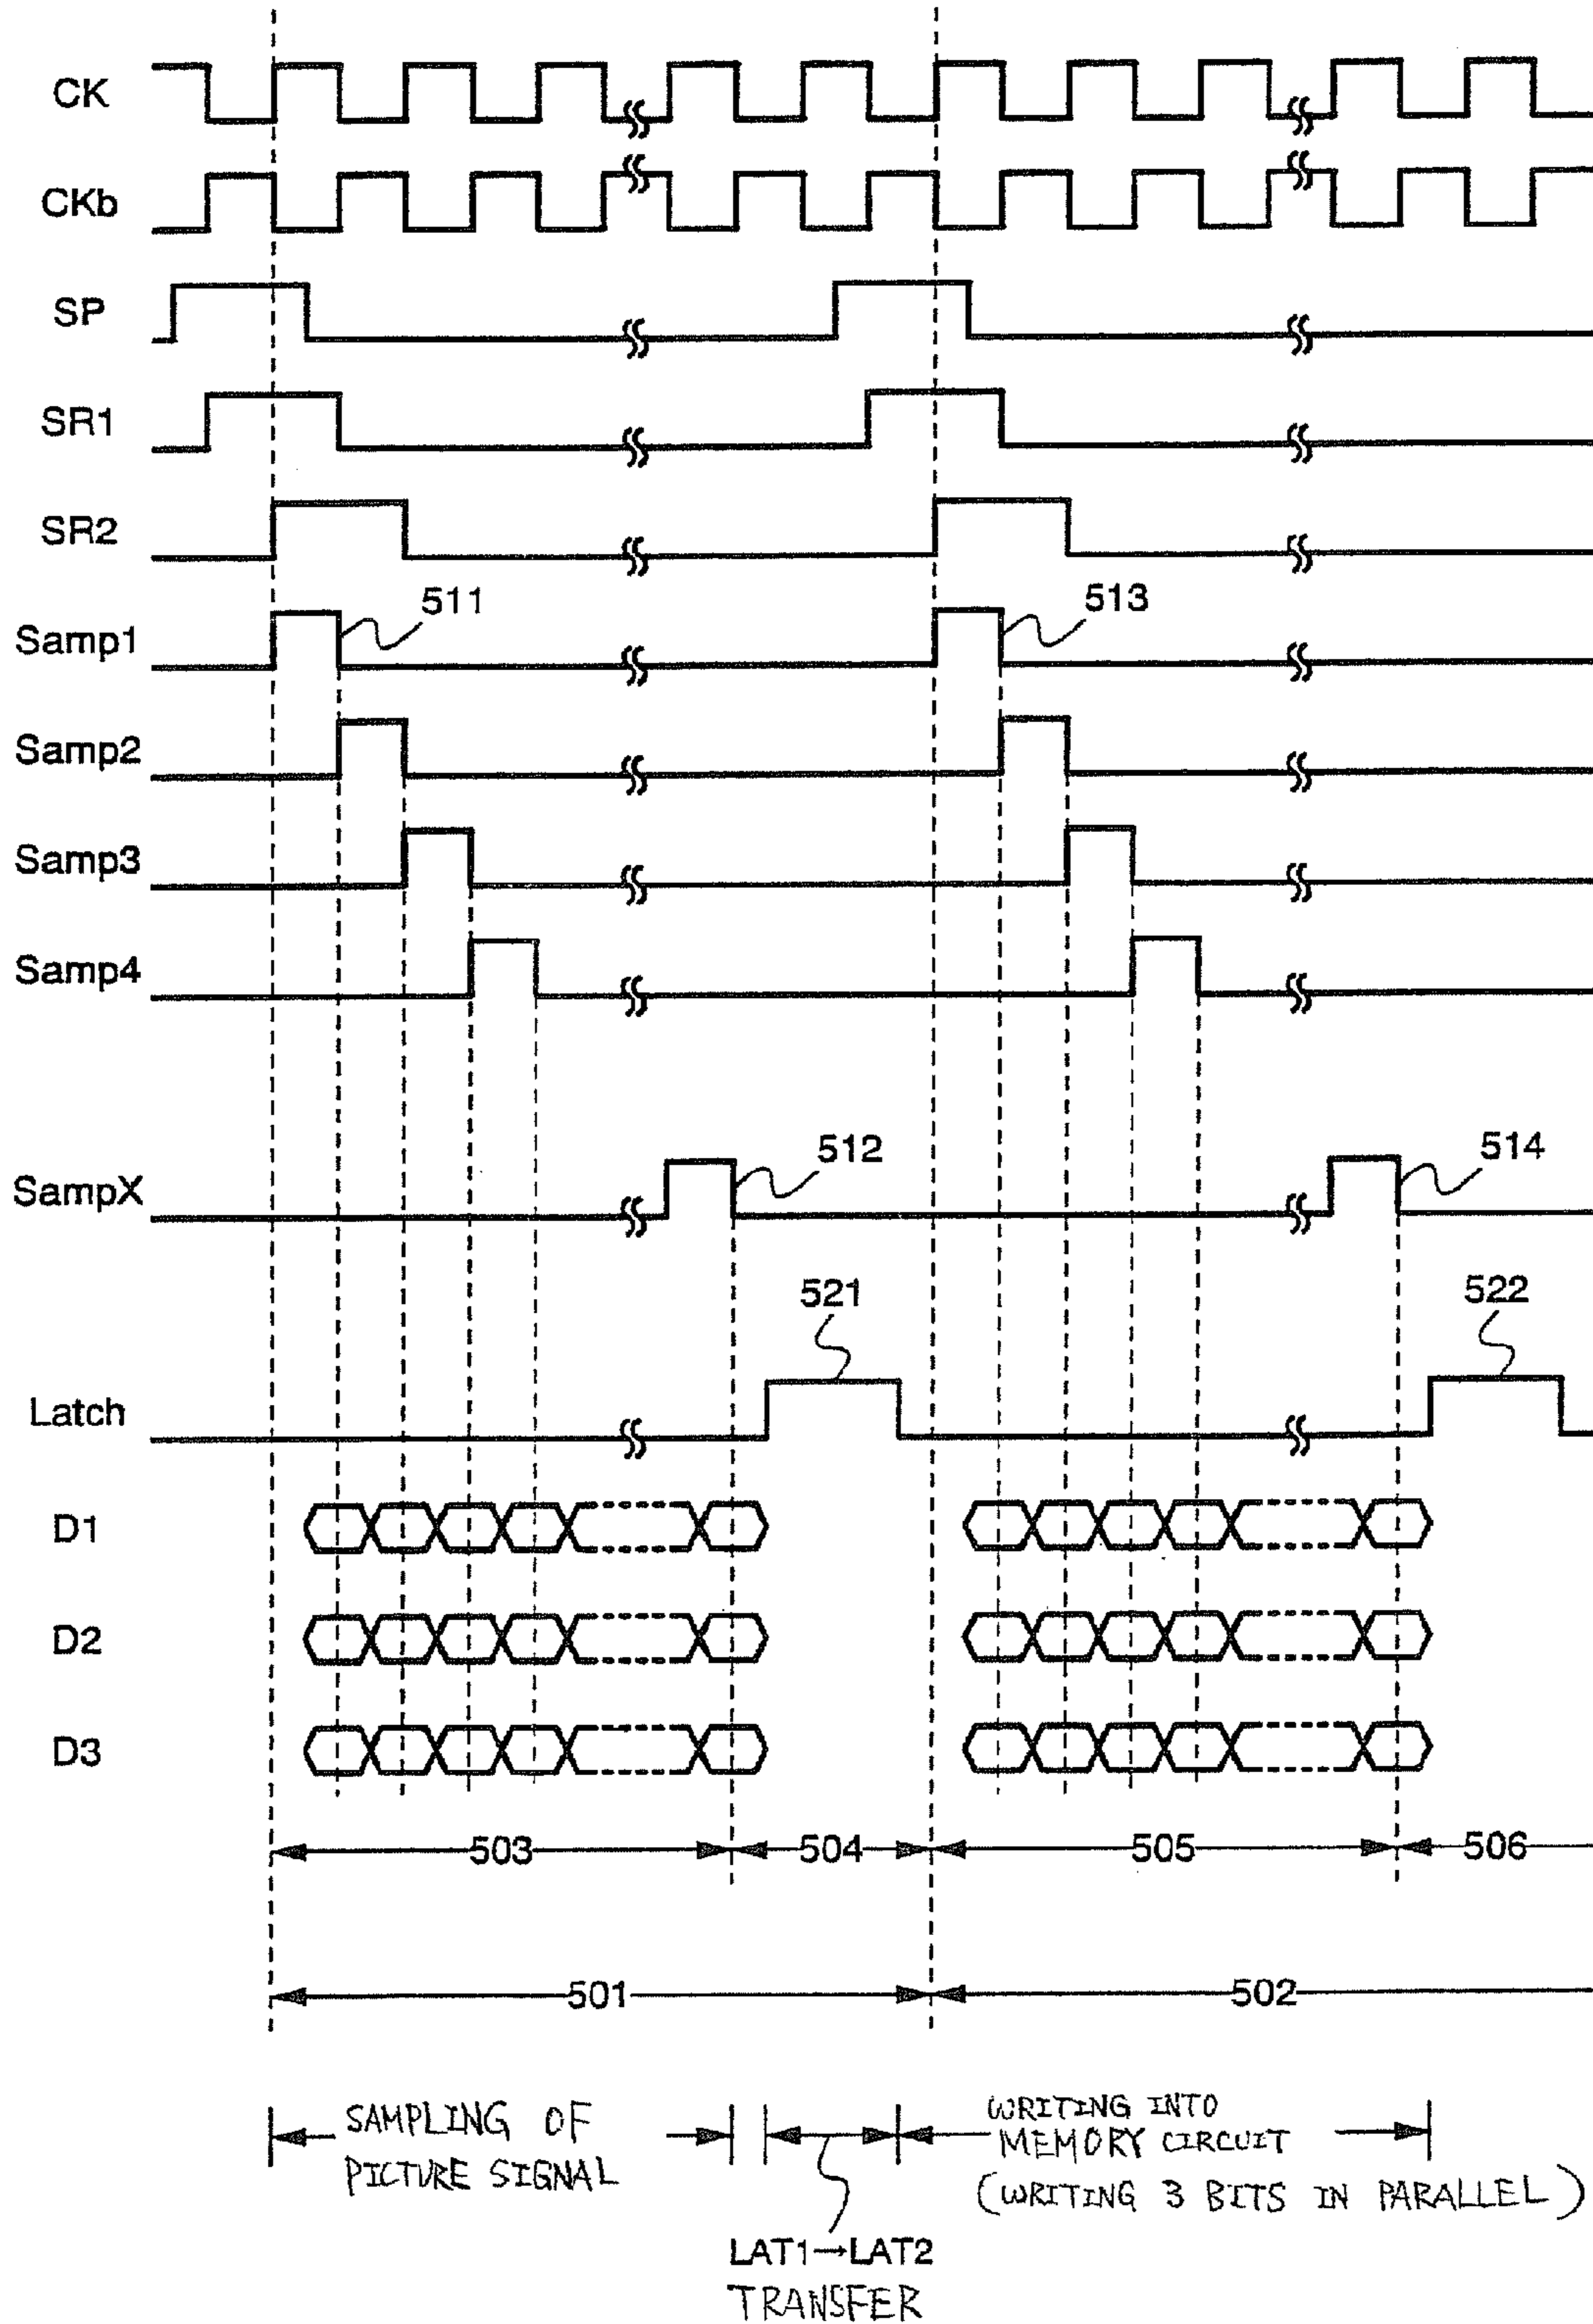 CK
CKb
SP
SR1
SR2
511
513
Samp1
Samp2
Samp3
Samp4
512
514
SampX
521
522
Latch
D1
D2
D3
503
504
505
506
501
502
SAMPLING OF
PICTURE SIGNAL
WRITING INTO
MEMORY CIRCUIT
(WRITING 3 BITS IN PARALLEL)
LAT1→LAT2
TRANSFER